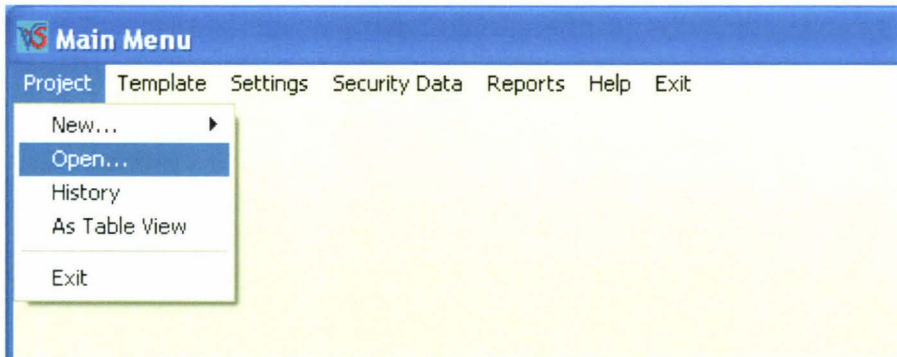 VS Main Menu
Project Template Settings Security Data Reports Help Exit
New...
Open...
History
As Table View
Exit